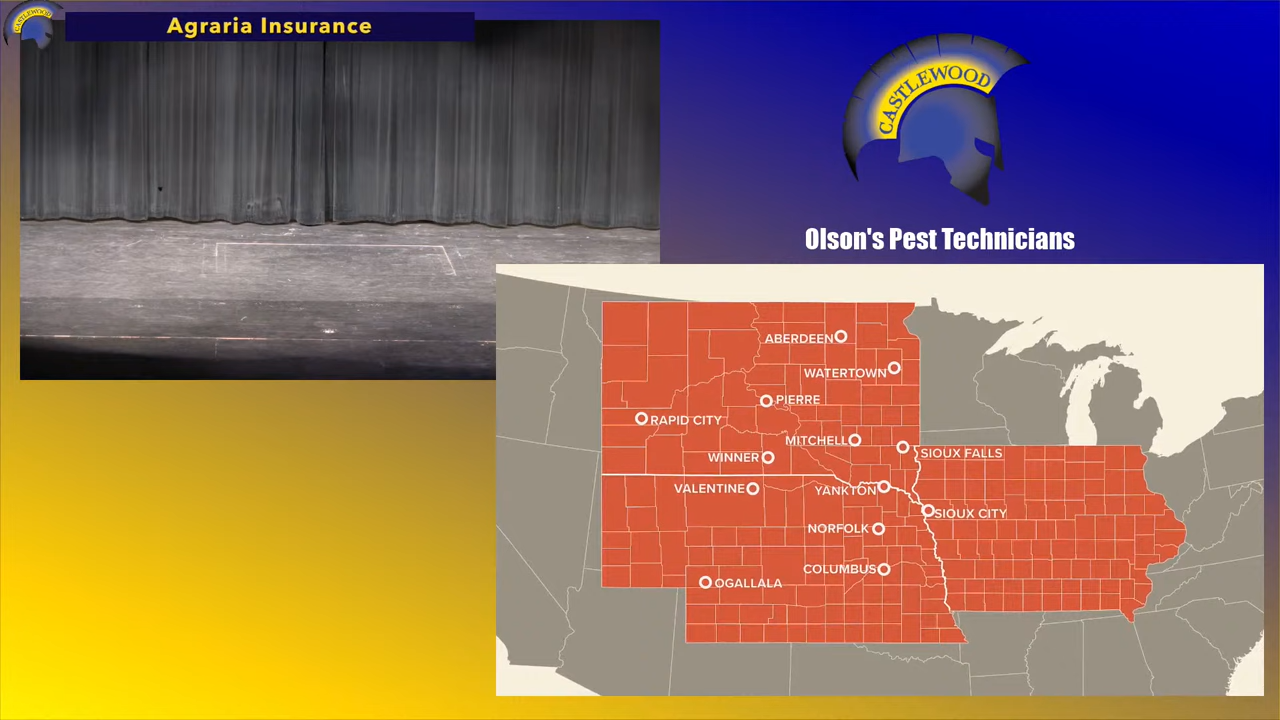 CASTLEWOOD
Agraria Insurance
CASTLEWOOD
Olson's Pest Technicians
ABERDEEN
WATERTOWN
PIERRE
RAPID CITY
MITCHELL
SIOUX FALLS
WINNER
VALENTINE
YANKTON
SIOUX CITY
NORFOLK
COLUMBUS
OGALLALA